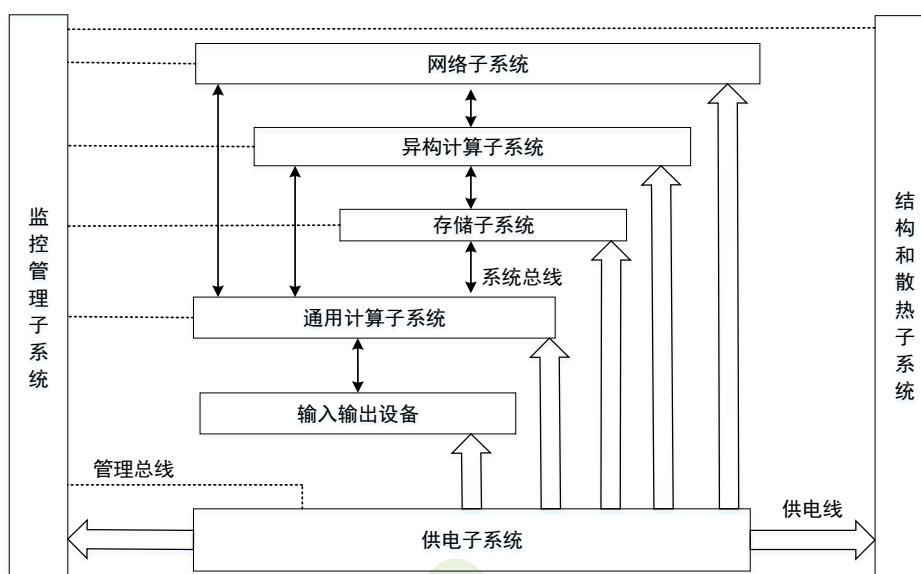 网络子系统
异构计算子系统
存储子系统
系统总线
通用计算子系统
输入输出设备
管理总线
供电子系统
供电线
监控管理子系统
结构和散热子系统